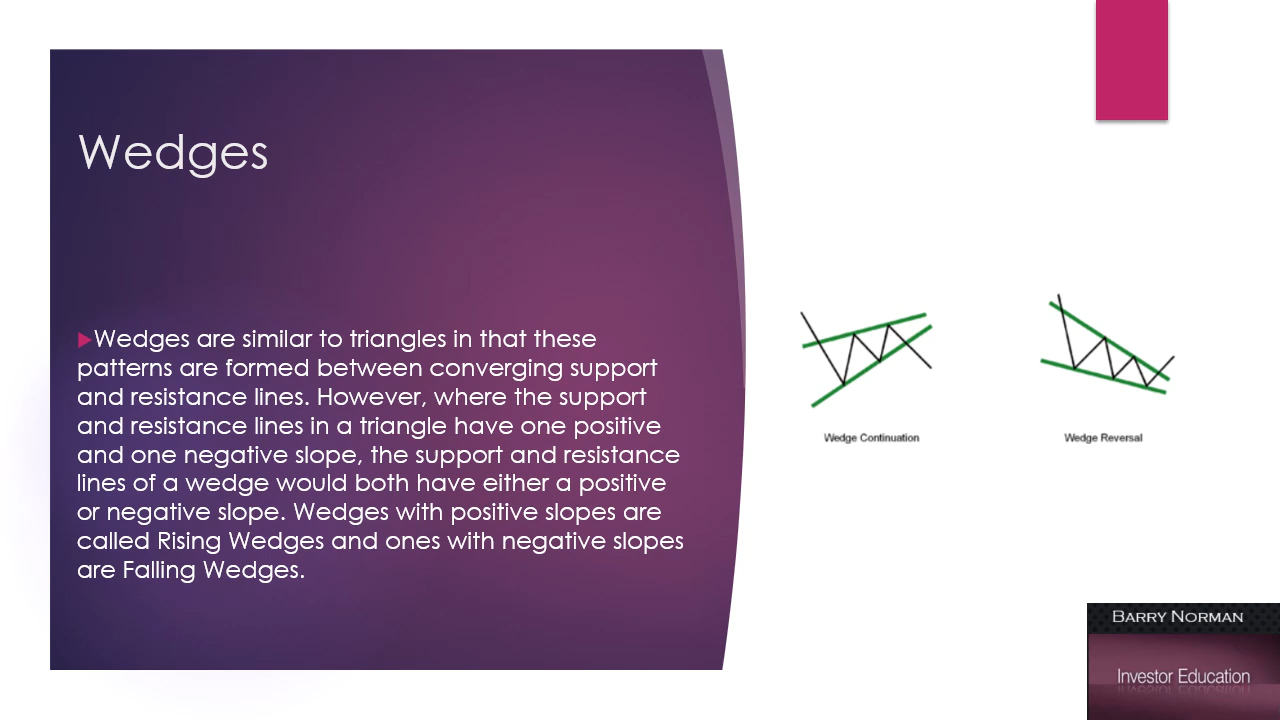 Wedges
Wedges are similar to triangles in that these
patterns are formed between converging support
and resistance lines. However, where the support
and resistance lines in a triangle have one positive
and one negative slope, the support and resistance
lines of a wedge would both have either a positive
or negative slope. Wedges with positive slopes are
called Rising Wedges and ones with negative slopes
are Falling Wedges.
Wedge Continuation
Wedge Reversal
BARRY NORMAN
Investor Education